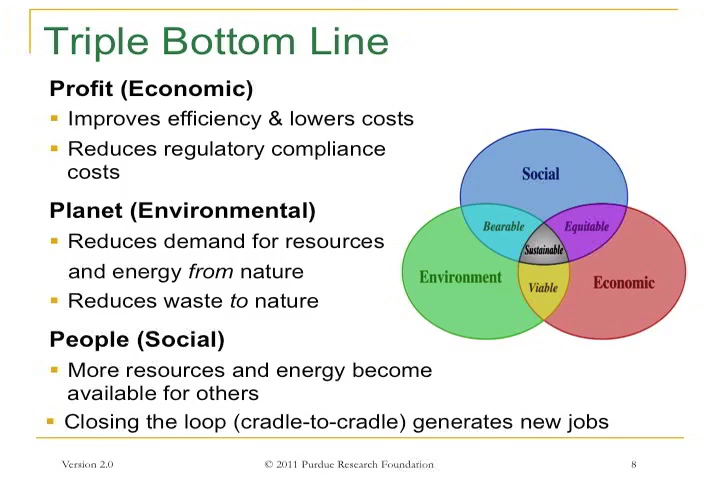 Triple Bottom Line
Profit (Economic)
Improves efficiency & lowers costs
Reduces regulatory compliance
costs
Planet (Environmental)
Reduces demand for resources
and energy from nature
Reduces waste to nature
People (Social)
More resources and energy become
available for others
Closing the loop (cradle-to-cradle) generates new jobs
Social
Bearable
Equitable
Sustainable
Environment
Viable
Economic
Version 2.0
© 2011 Purdue Research Foundation
8